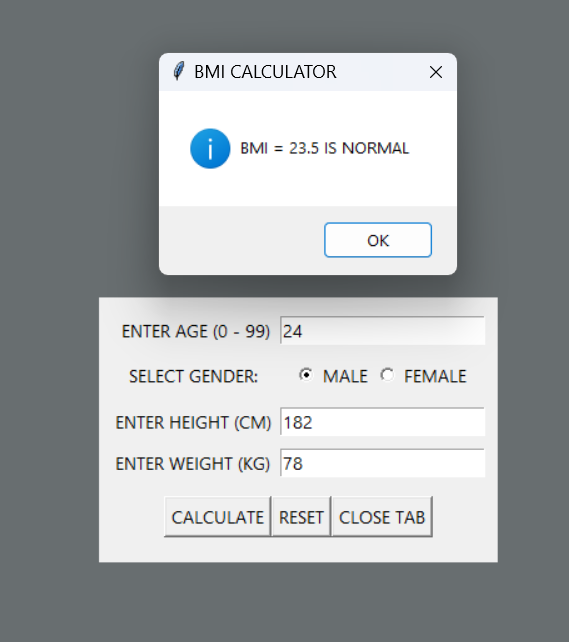 BMI CALCULATOR
BMI = 23.5 IS NORMAL
OK
ENTER AGE (0 - 99) 24
SELECT GENDER: MALE FEMALE
ENTER HEIGHT (CM) 182
ENTER WEIGHT (KG) 78
CALCULATE RESET CLOSE TAB